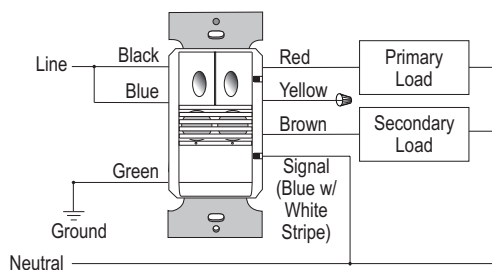 Line
Black
Blue
Green
Ground
Neutral
Red
Yellow
Brown
Signal
(Blue w/
White
Stripe)
Primary
Load
Secondary
Load